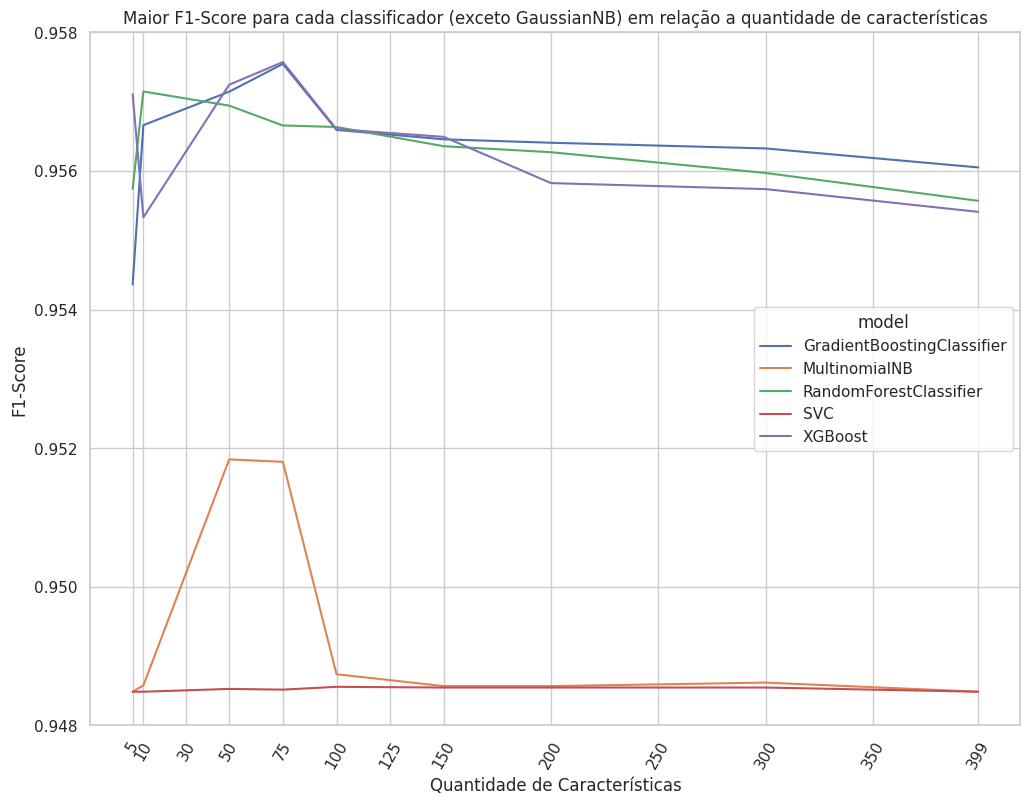 Maior F1-Score para cada classificador (exceto GaussianNB) em relação a quantidade de características
0.958
0.956
0.954
0.952
0.950
0.948
F1-Score
model
GradientBoostingClassifier
MultinomialNB
RandomForestClassifier
SVC
XGBoost
5 10 30 50 75 100 125 150 200 250 300 350 399
Quantidade de Características